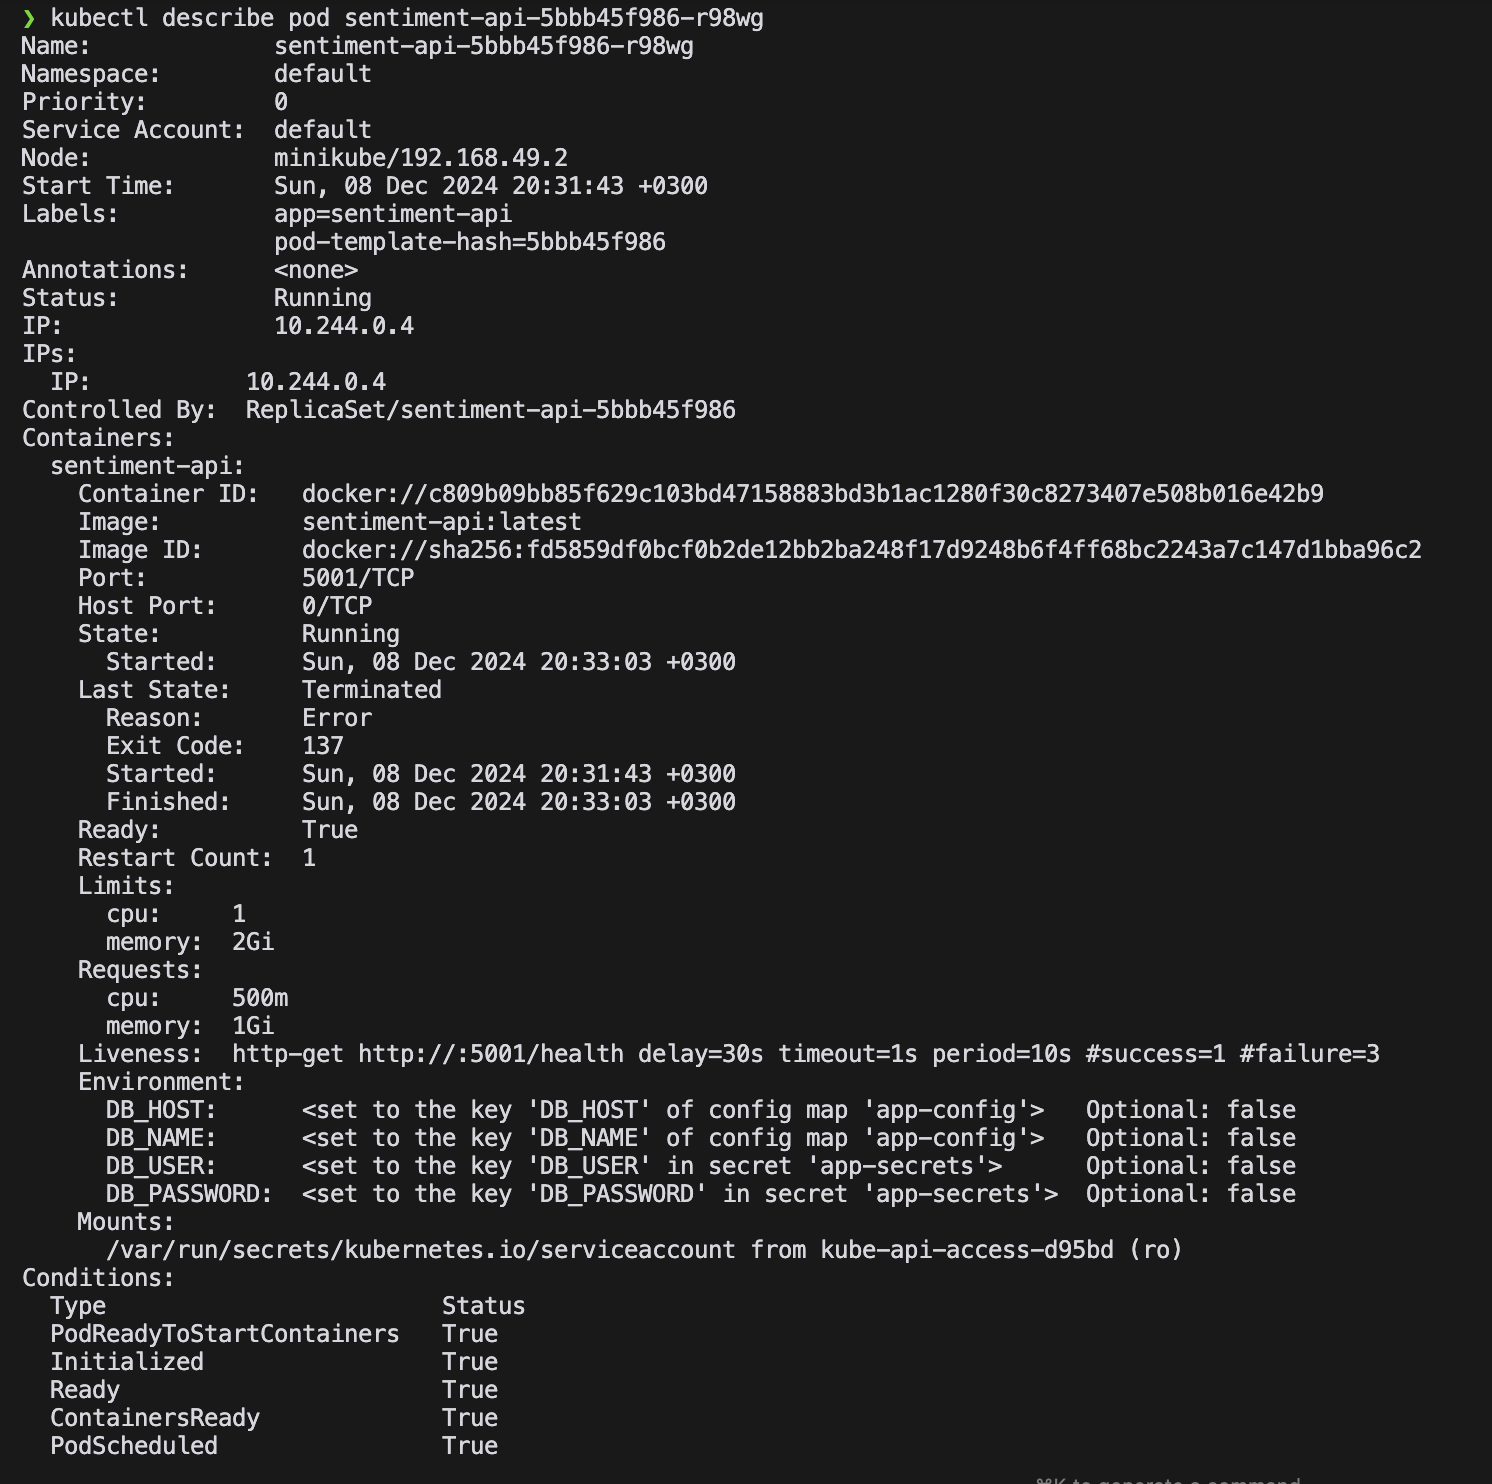 ❯ kubectl describe pod sentiment-api-5bbb45f986-r98wg
Name:             sentiment-api-5bbb45f986-r98wg
Namespace:        default
Priority:         0
Service Account:  default
Node:             minikube/192.168.49.2
Start Time:       Sun, 08 Dec 2024 20:31:43 +0300
Labels:           app=sentiment-api
                  pod-template-hash=5bbb45f986
Annotations:      <none>
Status:           Running
IP:               10.244.0.4
IPs:
  IP:           10.244.0.4
Controlled By:  ReplicaSet/sentiment-api-5bbb45f986
Containers:
  sentiment-api:
    Container ID:   docker://c809b09bb85f629c103bd47158883bd3b1ac1280f30c8273407e508b016e42b9
    Image:          sentiment-api:latest
    Image ID:       docker://sha256:fd5859df0bcf0b2de12bb2ba248f17d9248b6f4ff68bc2243a7c147d1bba96c2
    Port:           5001/TCP
    Host Port:      0/TCP
    State:          Running
      Started:      Sun, 08 Dec 2024 20:33:03 +0300
    Last State:     Terminated
      Reason:       Error
      Exit Code:    137
      Started:      Sun, 08 Dec 2024 20:31:43 +0300
      Finished:     Sun, 08 Dec 2024 20:33:03 +0300
    Ready:          True
    Restart Count:  1
    Limits:
      cpu:     1
      memory:  2Gi
    Requests:
      cpu:     500m
      memory:  1Gi
    Liveness:  http-get http://:5001/health delay=30s timeout=1s period=10s #success=1 #failure=3
    Environment:
      DB_HOST:      <set to the key 'DB_HOST' of config map 'app-config'>   Optional: false
      DB_NAME:      <set to the key 'DB_NAME' of config map 'app-config'>   Optional: false
      DB_USER:      <set to the key 'DB_USER' in secret 'app-secrets'>      Optional: false
      DB_PASSWORD:  <set to the key 'DB_PASSWORD' in secret 'app-secrets'>  Optional: false
    Mounts:
      /var/run/secrets/kubernetes.io/serviceaccount from kube-api-access-d95bd (ro)
Conditions:
  Type                        Status
  PodReadyToStartContainers   True
  Initialized                 True
  Ready                       True
  ContainersReady             True
  PodScheduled                True
⌘K to generate a command